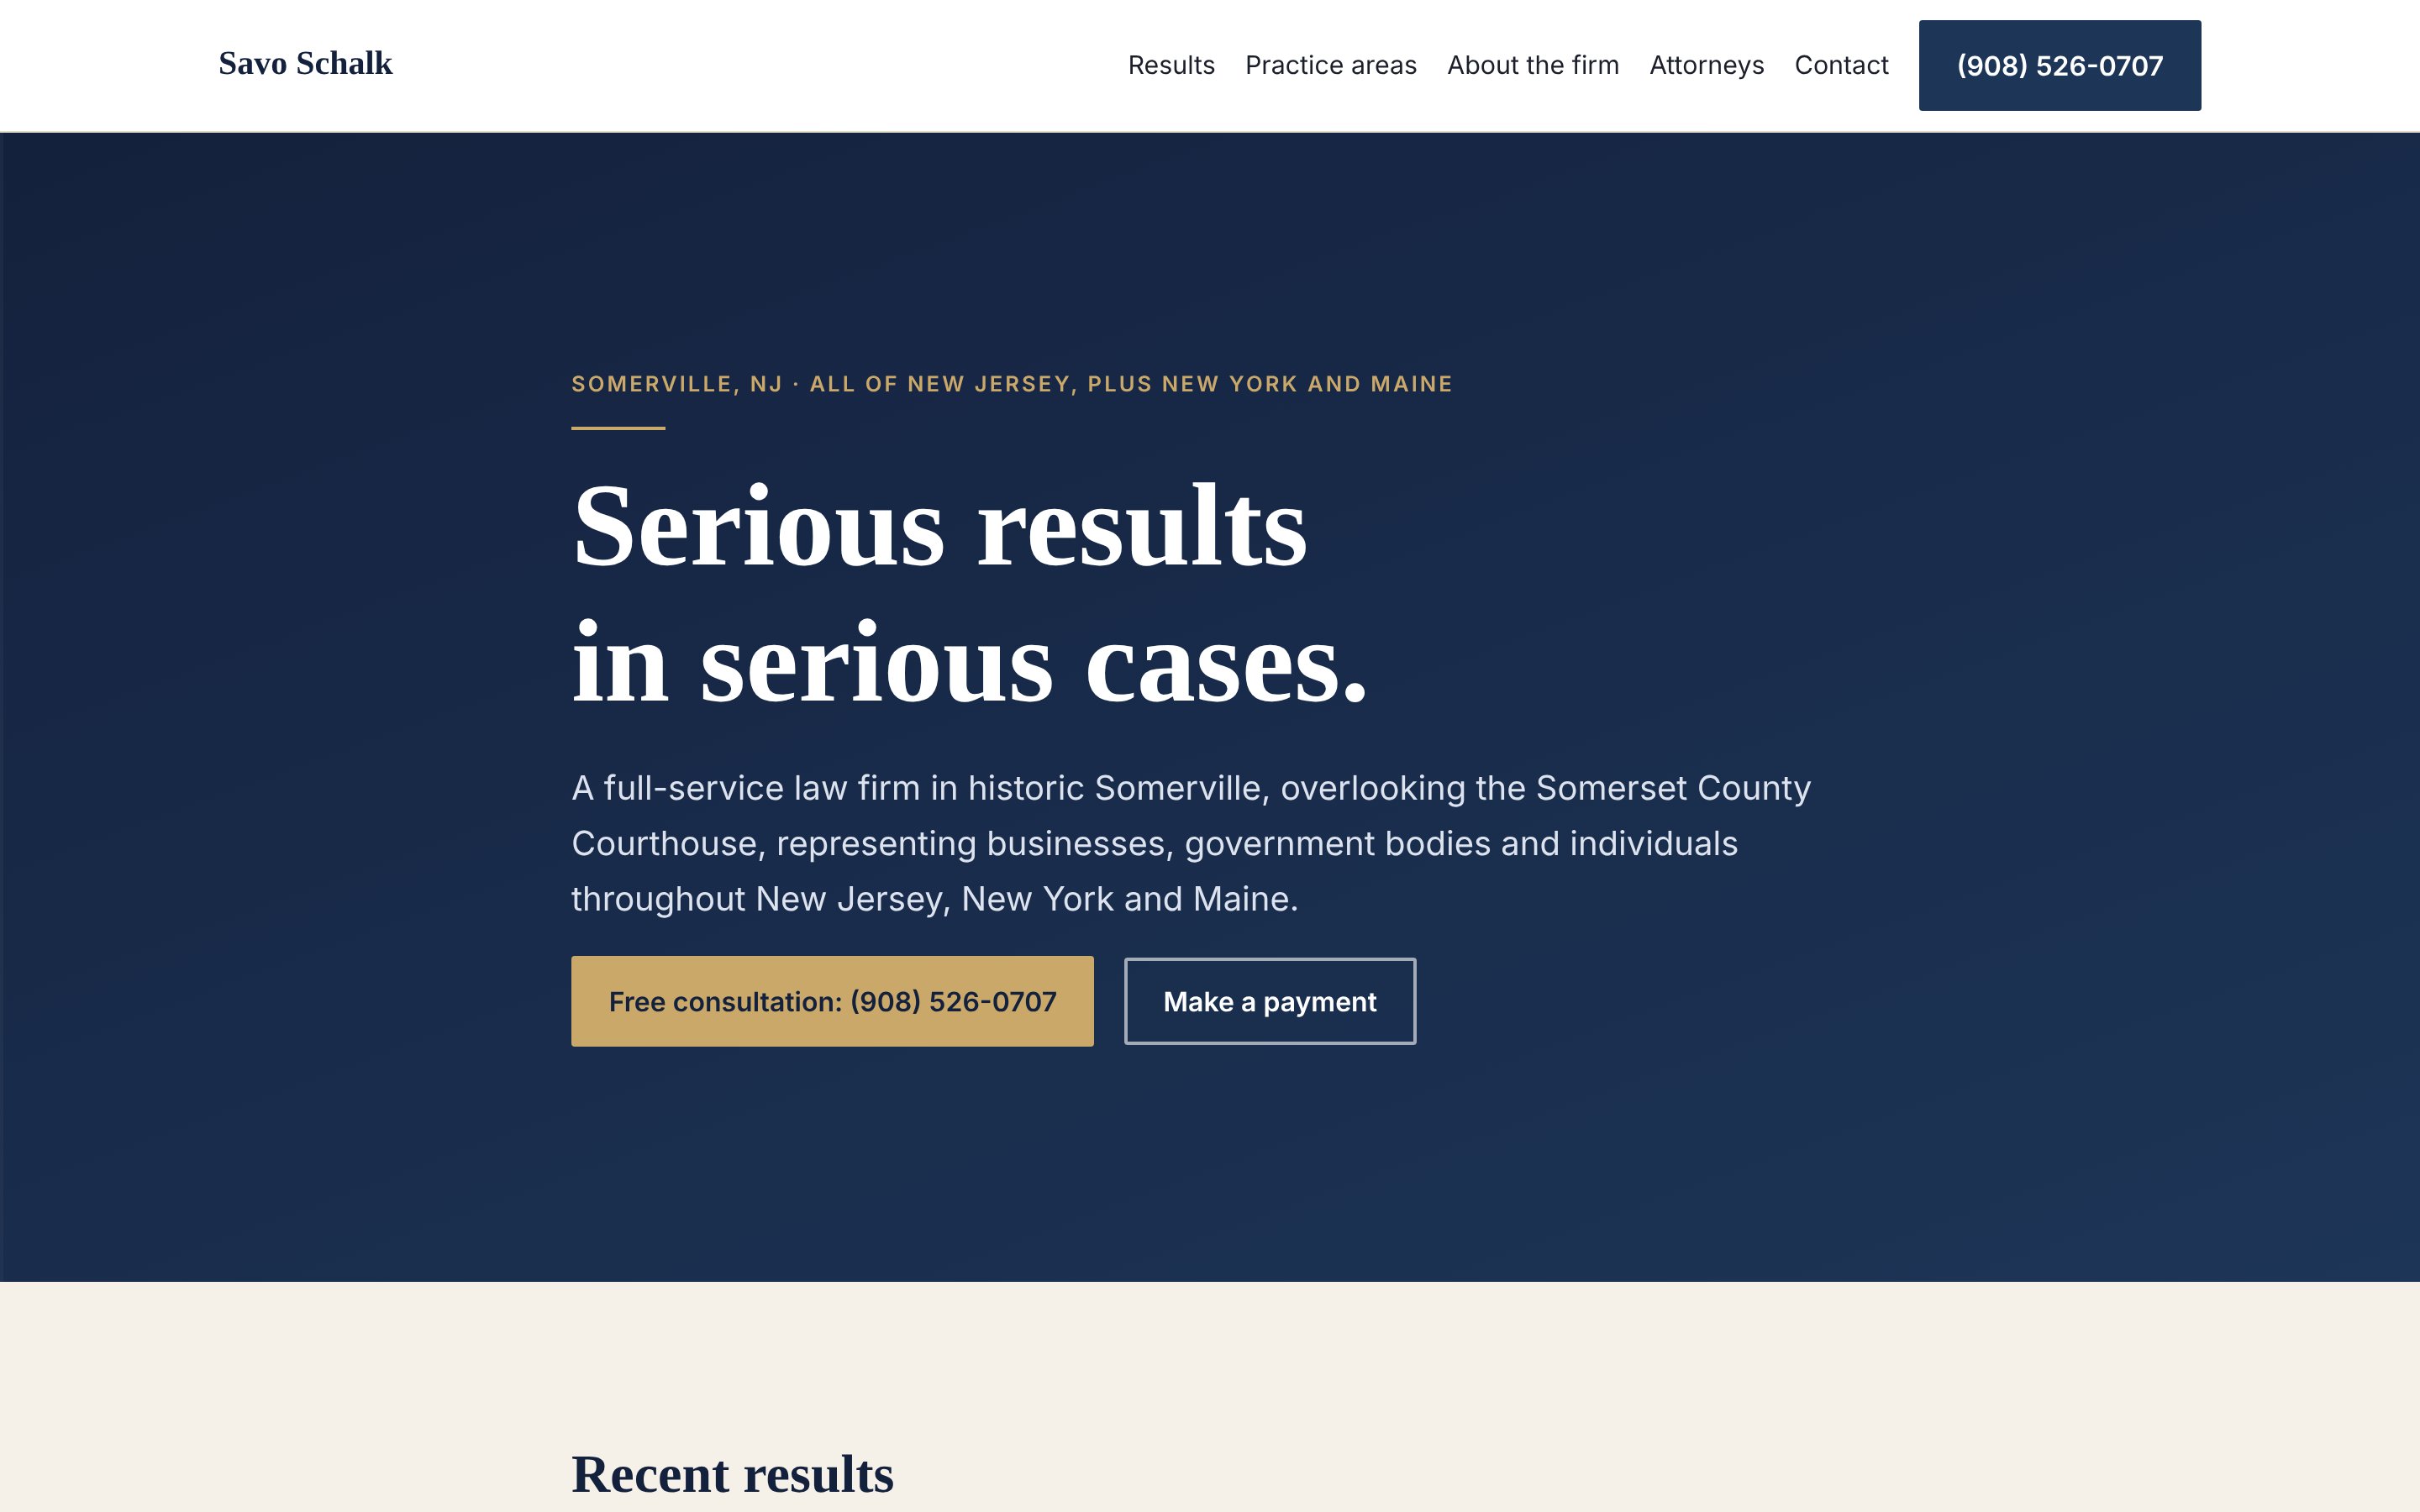 Savo Schalk
Results
Practice areas
About the firm
Attorneys
Contact
(908) 526-0707
SOMERVILLE, NJ · ALL OF NEW JERSEY, PLUS NEW YORK AND MAINE
Serious results
in serious cases.
A full-service law firm in historic Somerville, overlooking the Somerset County
Courthouse, representing businesses, government bodies and individuals
throughout New Jersey, New York and Maine.
Free consultation: (908) 526-0707
Make a payment
Recent results